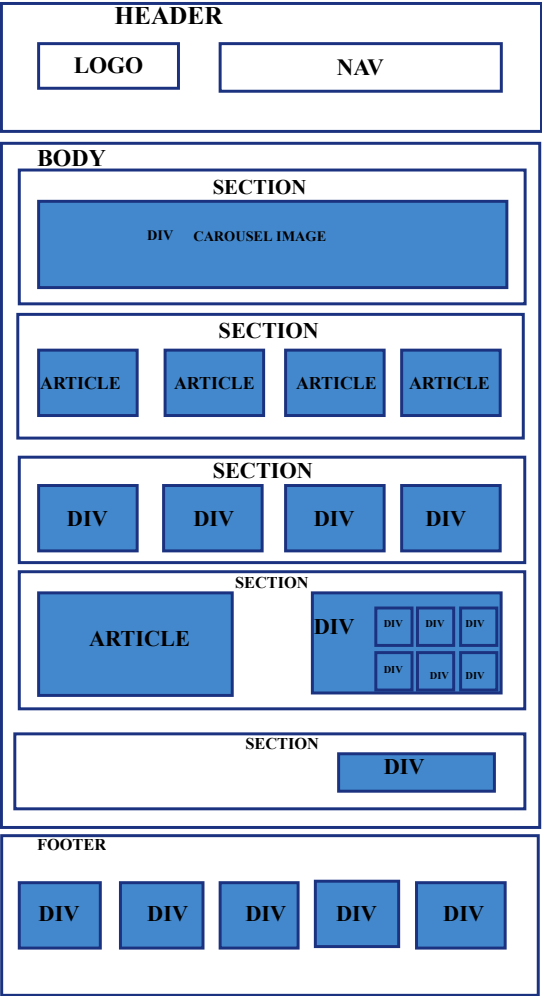 HEADER
LOGO NAV
BODY
SECTION
DIV CAROUSEL IMAGE
SECTION
ARTICLE ARTICLE ARTICLE ARTICLE
SECTION
DIV DIV DIV DIV
SECTION
ARTICLE DIV DIV DIV DIV
DIV DIV DIV
SECTION
DIV
FOOTER
DIV DIV DIV DIV DIV